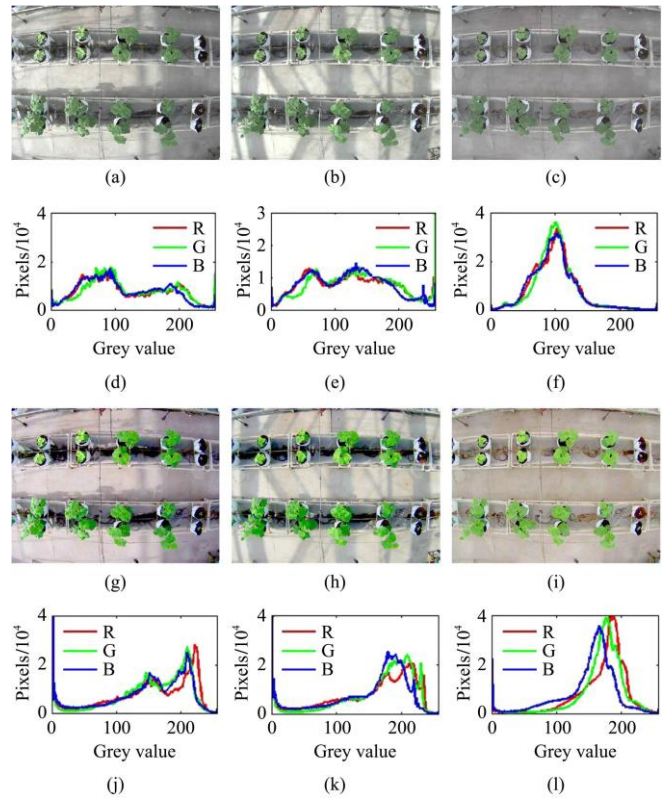 (a) (b) (c)
4 3 4
R R R
G G G
B B B
2 2 2
1 1
Pixels/10⁴ Pixels/10⁴ Pixels/10⁴
0 0 0
0 100 200 0 100 200 0 100 200
Grey value Grey value Grey value
(d) (e) (f)
(g) (h) (i)
4 4 4
R R R
G G G
B B B
2 2 2
Pixels/10⁴ Pixels/10⁴ Pixels/10⁴
0 0 0
0 100 200 0 100 200 0 100 200
Grey value Grey value Grey value
(j) (k) (l)